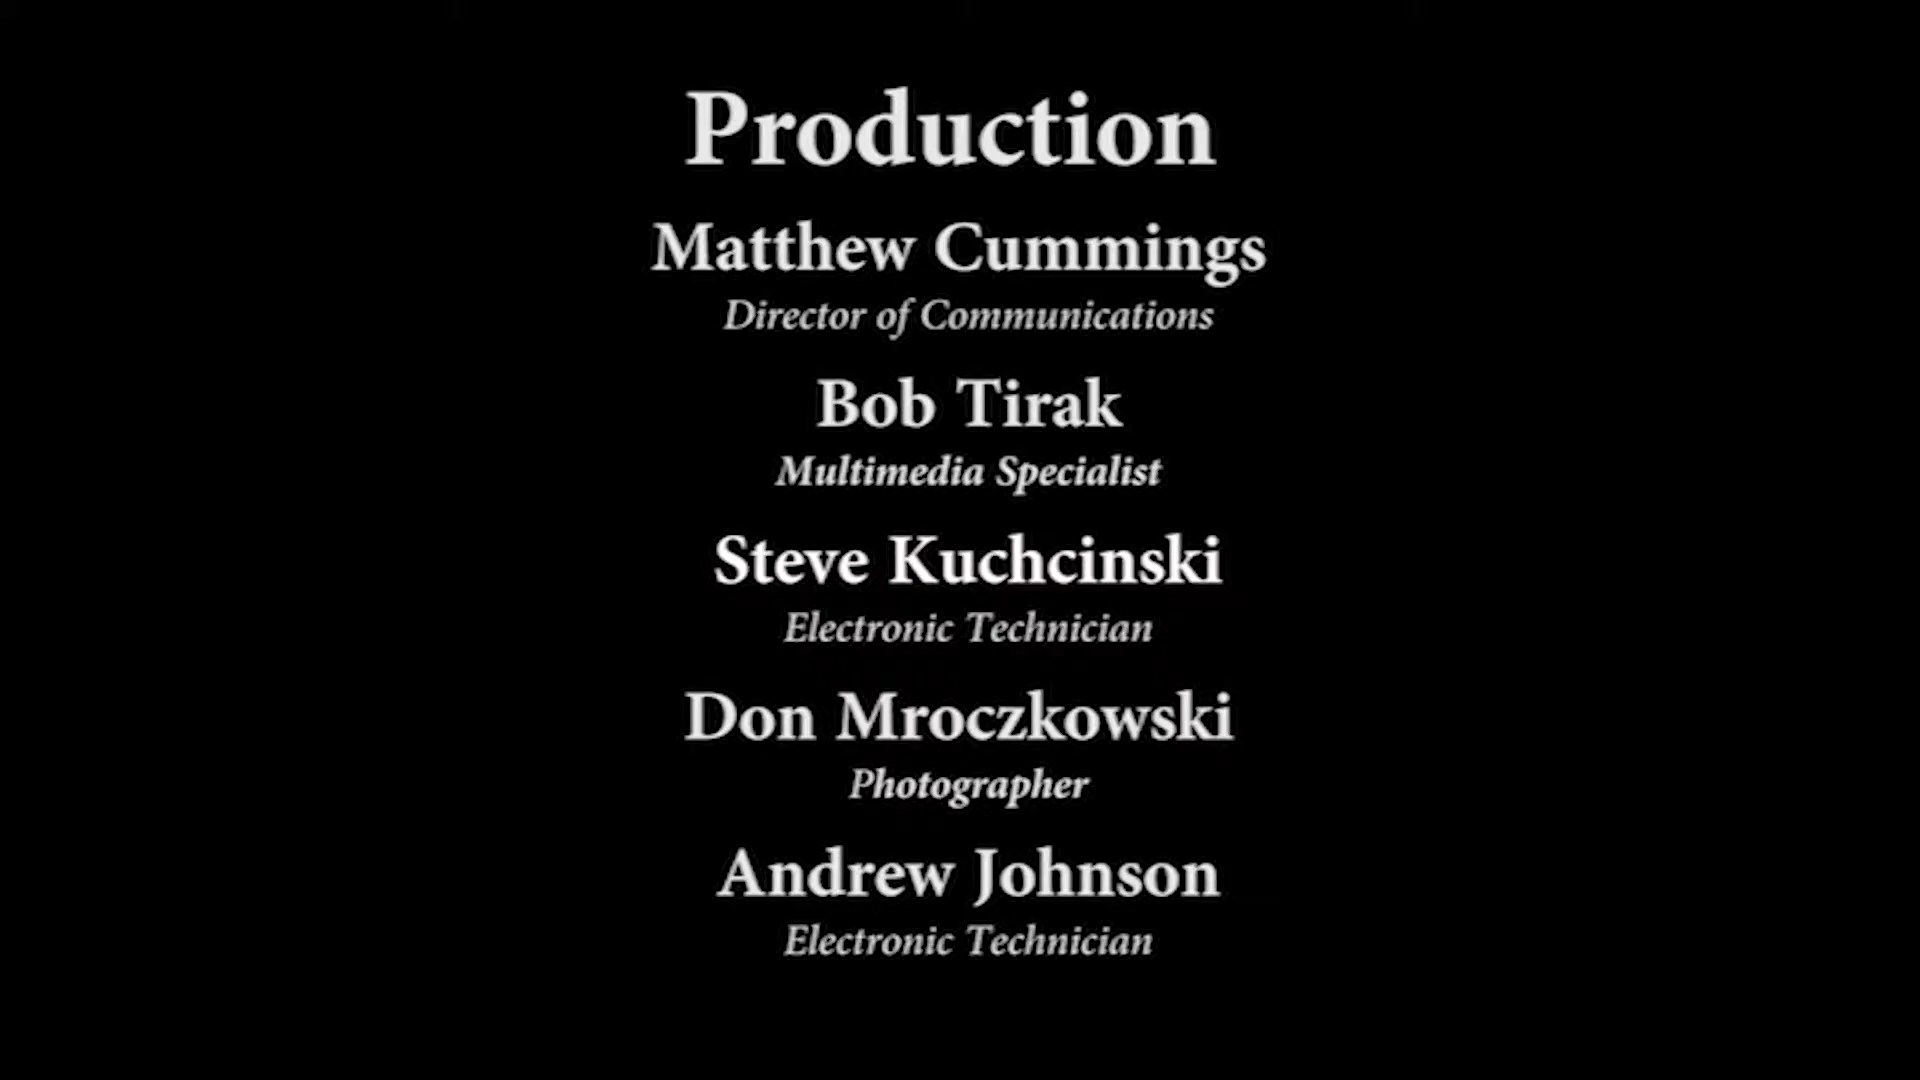 Production
Matthew Cummings
Director of Communications
Bob Tirak
Multimedia Specialist
Steve Kuchcinski
Electronic Technician
Don Mroczkowski
Photographer
Andrew Johnson
Electronic Technician